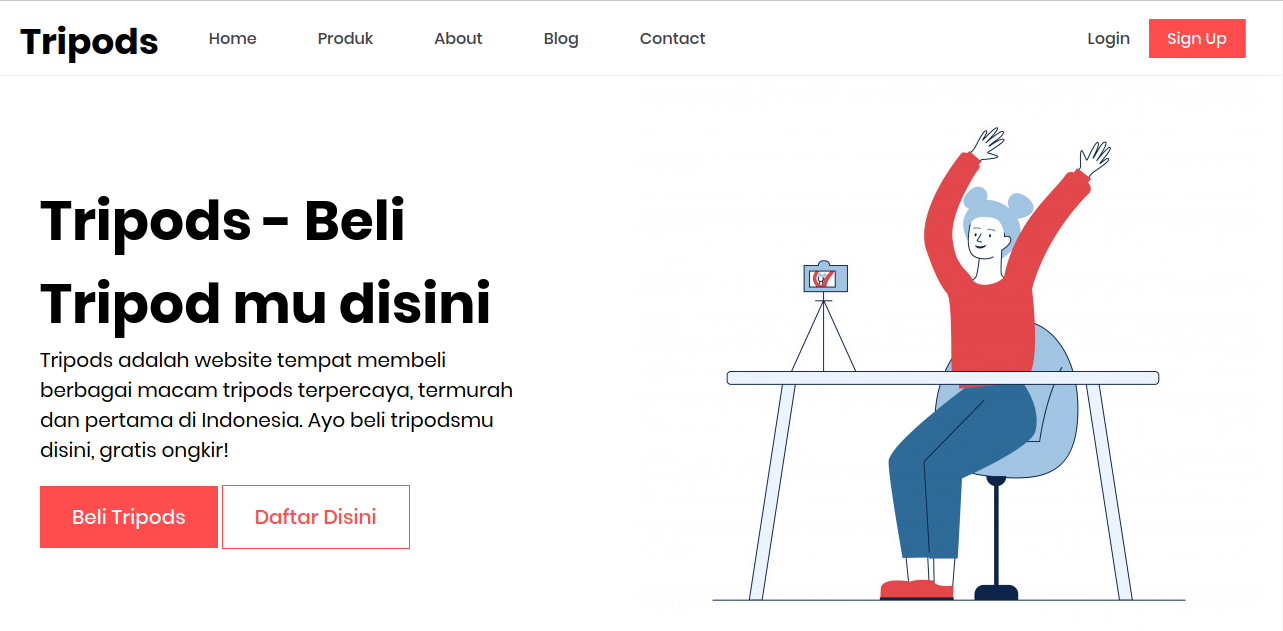 Tripods
Home
Produk
About
Blog
Contact
Login
Sign Up
Tripods - Beli
Tripod mu disini
Tripods adalah website tempat membeli
berbagai macam tripods terpercaya, termurah
dan pertama di Indonesia. Ayo beli tripodsmu
disini, gratis ongkir!
Beli Tripods
Daftar Disini